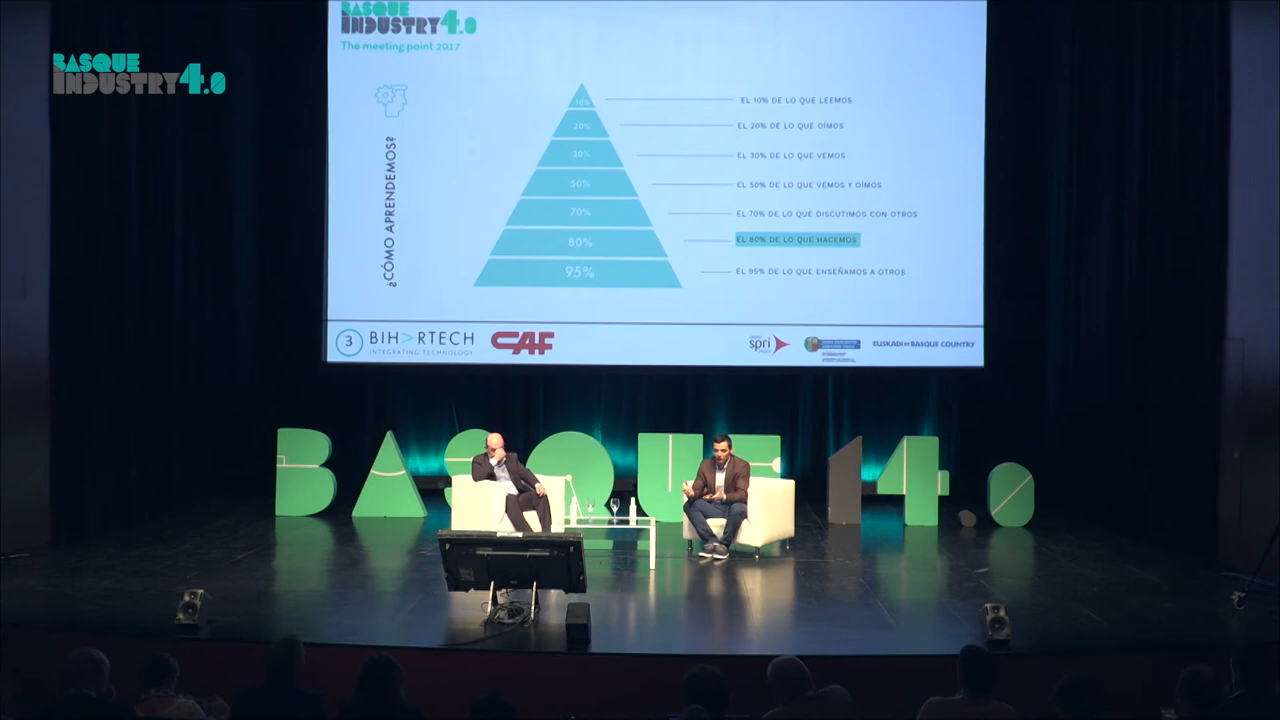 BASQUE
INDUSTRY 4.0
BASQUE
INDUSTRY 4.0
The meeting point 2017
¿CÓMO APRENDEMOS?
10%
EL 10% DE LO QUE LEEMOS
20%
EL 20% DE LO QUE OÍMOS
30%
EL 30% DE LO QUE VEMOS
50%
EL 50% DE LO QUE VEMOS Y OÍMOS
70%
EL 70% DE LO QUE DISCUTIMOS CON OTROS
80%
EL 80% DE LO QUE HACEMOS
95%
EL 95% DE LO QUE ENSEÑAMOS A OTROS
3
BIH>RTECH
INTEGRATING TECHNOLOGY
CAF
spri
EUSKADI BASQUE COUNTRY
BASQUE I4.0